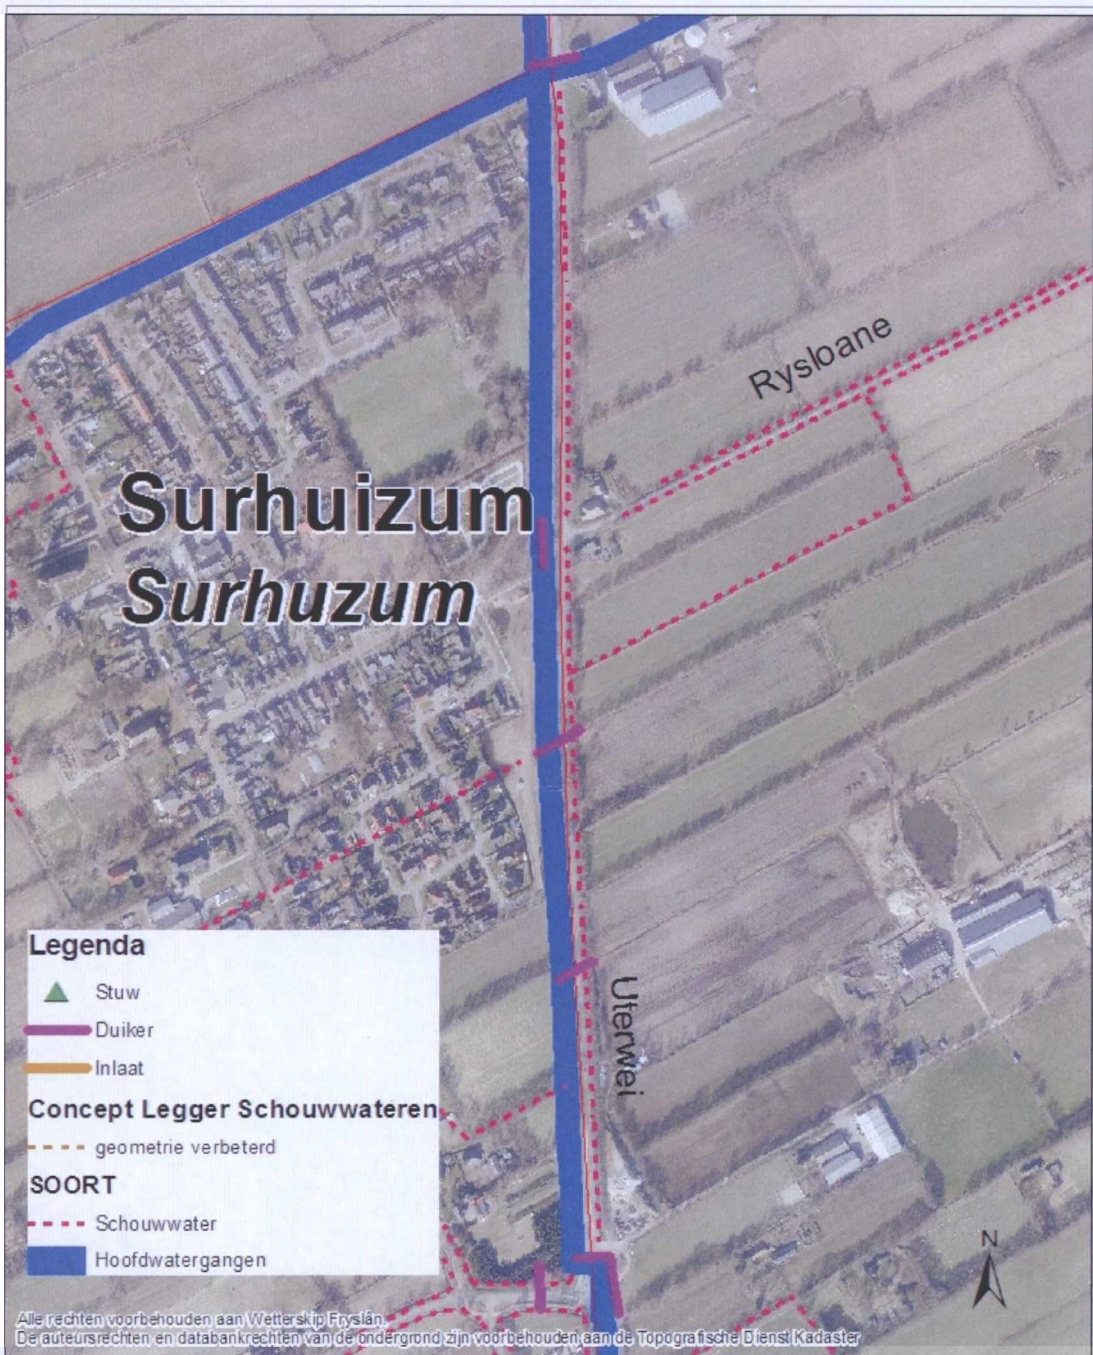 Rysloane
Surhuizum
Surhuzum
Uterwei
Legenda
Stuw
Duiker
Inlaat
Concept Legger Schouwwateren
geometrie verbeterd
SOORT
Schouwwater
Hoofdwatergangen
N
Alle rechten voorbehouden aan Wetterskip Fryslân.
De auteursrechten en databankrechten van de ondergrond zijn voorbehouden aan de Topografische Dienst Kadaster